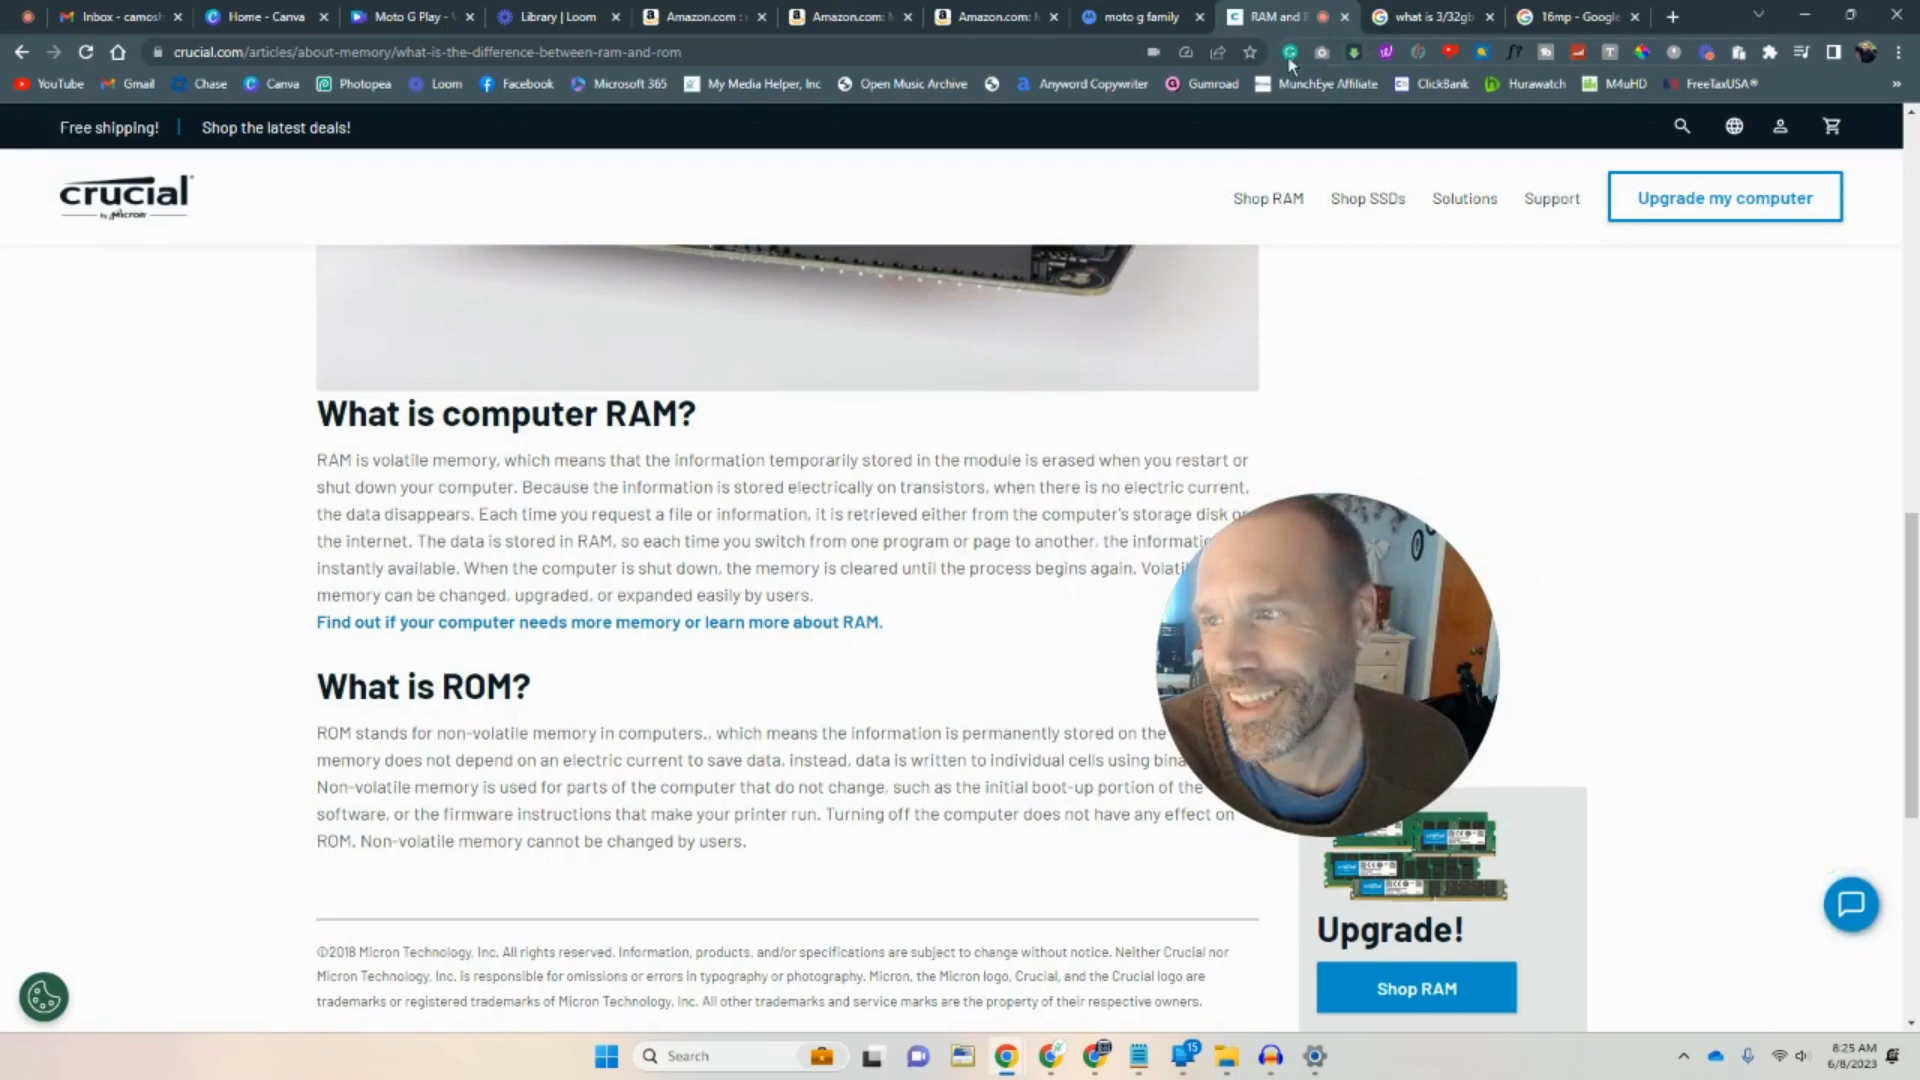 Inbox - camosh
Home - Canva
Moto G Play -
Library | Loom
Amazon.com :
Amazon.com:
Amazon.com:
moto g family
RAM and
what is 3/32gb
16mp - Google
crucial.com/articles/about-memory/what-is-the-difference-between-ram-and-rom
YouTube
Gmail
Chase
Canva
Photopea
Loom
Facebook
Microsoft 365
My Media Helper, Inc
Open Music Archive
Anyword Copywriter
Gumroad
MunchEye Affiliate
ClickBank
Hurawatch
M4uHD
FreeTaxUSA®
»
Free shipping! | Shop the latest deals!
crucial
by Micron
Shop RAM
Shop SSDs
Solutions
Support
Upgrade my computer
What is computer RAM?
RAM is volatile memory, which means that the information temporarily stored in the module is erased when you restart or
shut down your computer. Because the information is stored electrically on transistors, when there is no electric current,
the data disappears. Each time you request a file or information, it is retrieved either from the computer's storage disk or
the internet. The data is stored in RAM, so each time you switch from one program or page to another, the
instantly available. When the computer is shut down, the memory is cleared until the process begins again.
memory can be changed, upgraded, or expanded easily by users.
Find out if your computer needs more memory or learn more about RAM.
What is ROM?
ROM stands for non-volatile memory in computers., which means the information is permanently stored on the
memory does not depend on an electric current to save data, instead, data is written to individual cells using
Non-volatile memory is used for parts of the computer that do not change, such as the initial boot-up portion of the
software, or the firmware instructions that make your printer run. Turning off the computer does not have any effect on
ROM. Non-volatile memory cannot be changed by users.
©2018 Micron Technology, Inc. All rights reserved. Information, products, and/or specifications are subject to change without notice. Neither Crucial nor
Micron Technology, Inc. is responsible for omissions or errors in typography or photography. Micron, the Micron logo, Crucial, and the Crucial logo are
trademarks or registered trademarks of Micron Technology, Inc. All other trademarks and service marks are the property of their respective owners.
Upgrade!
Shop RAM
Search
15
8:25 AM
6/8/2023